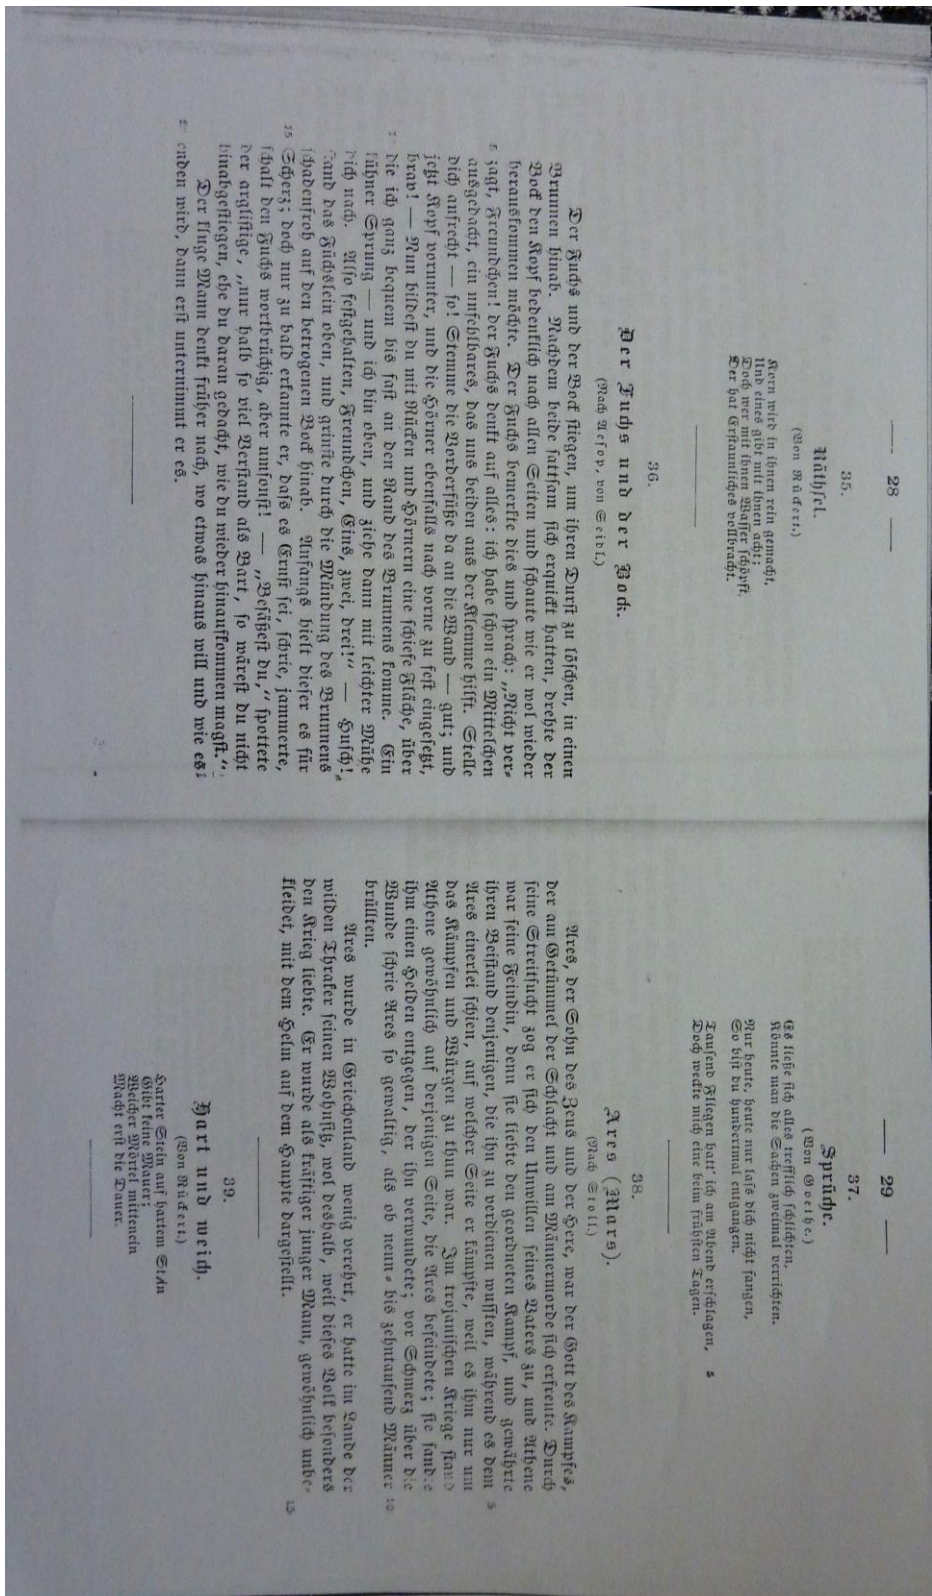 — 28 —
35.
Räthsel.
(Von Rückert.)
Korn wird in ihnen rein gemacht,
Und eines gibt mit ihnen acht;
Doch wer mit ihnen Wasser schöpft,
Der hat Erstaunliches vollbracht.
36.
Der Fuchs und der Bock.
(Nach Aesop, von Seidl.)
Der Fuchs und der Bock stiegen, um ihren Durst zu löschen, in einen
Brunnen hinab. Nachdem beide sattsam sich erquickt hatten, drehte der
Bock den Kopf bedenklich nach allen Seiten und schaute wie er wol wieder
herauskommen möchte. Der Fuchs bemerkte dies und sprach: „Nicht ver-
5 zagt, Freundchen! der Fuchs denkt auf alles: ich habe schon ein Mittelchen
ausgedacht, ein unfehlbares, das uns beiden aus der Klemme hilft. Stelle
dich aufrecht — so! Stemme die Vorderfüße da an die Wand — gut; und
jetzt Kopf vorunter, und die Hörner ebenfalls nach vorne zu fest eingesetzt,
brav! — Nun bildest du mit Rücken und Hörnern eine schiefe Fläche, über
die ich ganz bequem bis fast an den Rand des Brunnens komme. Ein
kühner Sprung — und ich bin oben, und ziehe dann mit leichter Mühe
dich nach. Also festgehalten, Freundchen, Eins, zwei, drei!“ — Husch!
stand das Füchslein oben, und grinste durch die Mündung des Brunnens
schadenfroh auf den betrogenen Bock hinab. Anfangs hielt dieser es für
15 Scherz; doch nur zu bald erkannte er, dass es Ernst sei, schrie, jammerte,
schalt den Fuchs wortbrüchig, aber umsonst! — „Besäßest du,“ spottete
der arglistige, „nur halb so viel Verstand als Bart, so wärest du nicht
hinabgestiegen, ehe du daran gedacht, wie du wieder hinaufkommen magst.“
Der kluge Mann denkt früher nach, wo etwas hinaus will und wie es
enden wird, dann erst unternimmt er es.
— 29 —
37.
Sprüche.
(Von Goethe.)
Es ließe sich alles trefflich schlichten,
Könnte man die Sachen zweimal verrichten.
Nur heute, heute nur lass dich nicht fangen,
So bist du hundertmal entgangen.
Tausend Fliegen hatt' ich am Abend erschlagen, 5
Doch weckte mich eine beim frühsten Tagen.
38.
Ares (Mars).
(Nach Stoll.)
Ares, der Sohn des Zeus und der Here, war der Gott des Kampfes,
der am Getümmel der Schlacht und am Männermorde sich erfreute. Durch
seine Streitsucht zog er sich den Unwillen seines Vaters zu, und Athene
war seine Feindin, denn sie liebte den geordneten Kampf, und gewährte
ihren Beistand denjenigen, die ihn zu verdienen wussten, während es dem 5
Ares einerlei schien, auf welcher Seite er kämpfte, weil es ihm nur um
das Kämpfen und Würgen zu thun war. Im trojanischen Kriege stand
Athene gewöhnlich auf derjenigen Seite, die Ares befeindete; sie sandte
ihm einen Helden entgegen, der ihn verwundete; vor Schmerz über die
Wunde schrie Ares so gewaltig, als ob neun- bis zehntausend Männer 10
brüllten.
Ares wurde in Griechenland wenig verehrt, er hatte im Lande der
wilden Thraker seinen Wohnsitz, wol deshalb, weil dieses Volk besonders
den Krieg liebte. Er wurde als kräftiger junger Mann, gewöhnlich unbe-
kleidet, mit dem Helm auf dem Haupte dargestellt. 15
39.
Hart und weich.
(Von Rückert.)
Harter Stein auf hartem Stein
Gibt keine Mauer;
Weicher Mörtel mittenein
Macht erst die Dauer.